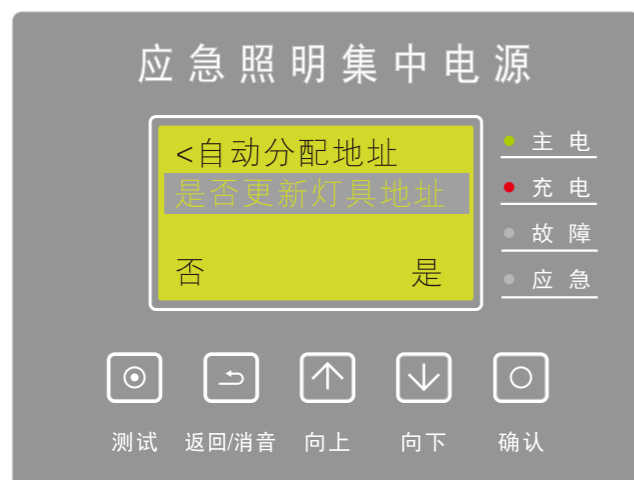 应急照明集中电源
<自动分配地址
是否更新灯具地址
否 是
主电
充电
故障
应急
测试 返回/消音 向上 向下 确认